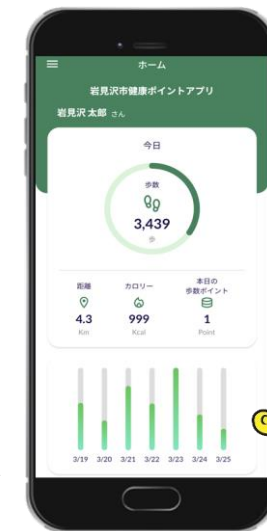 ホーム
岩見沢市健康ポイントアプリ
岩見沢 太郎 さん
今日
歩数
3,439
歩
距離 カロリー 本日の
歩数ポイント
4.3 999 1
Km Kcal Point
3/19 3/20 3/21 3/22 3/23 3/24 3/25